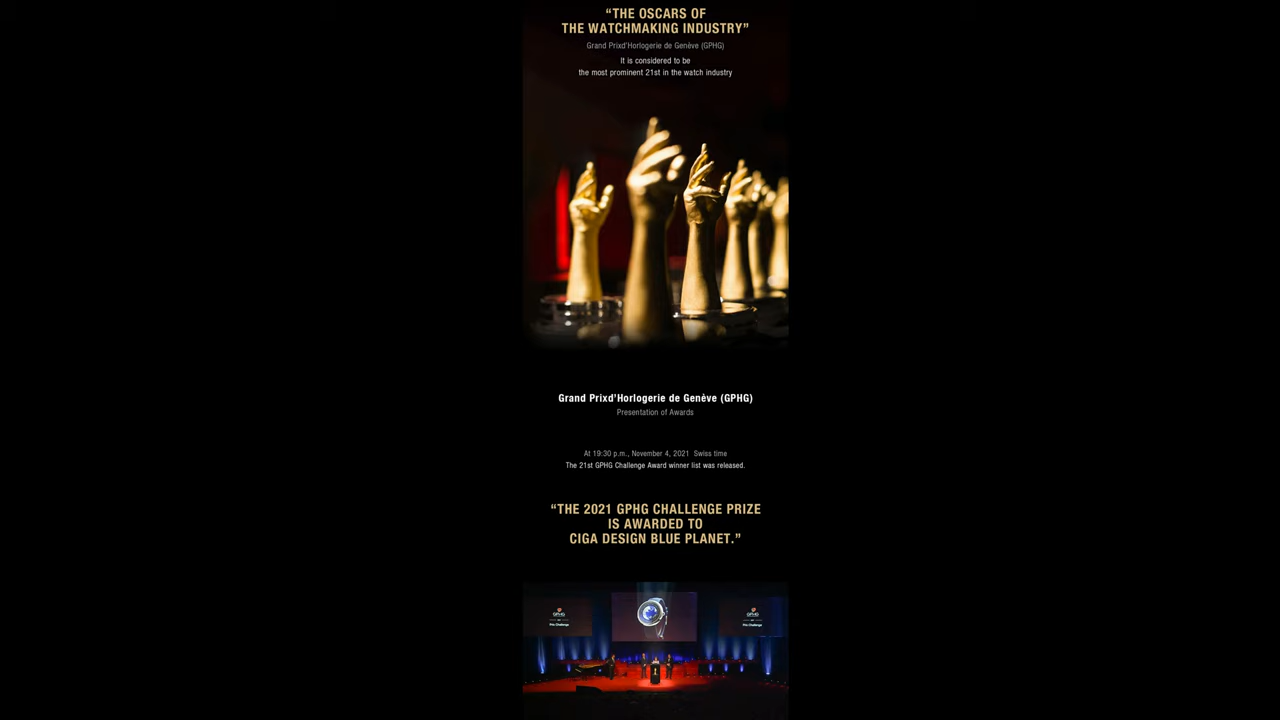 “THE OSCARS OF
THE WATCHMAKING INDUSTRY”
Grand Prixd'Horlogerie de Genève (GPHG)
It is considered to be
the most prominent 21st in the watch industry
Grand Prixd'Horlogerie de Genève (GPHG)
Presentation of Awards
At 19:30 p.m., November 4, 2021 Swiss time
The 21st GPHG Challenge Award winner list was released.
“THE 2021 GPHG CHALLENGE PRIZE
IS AWARDED TO
CIGA DESIGN BLUE PLANET.”
GPHG
GPHG